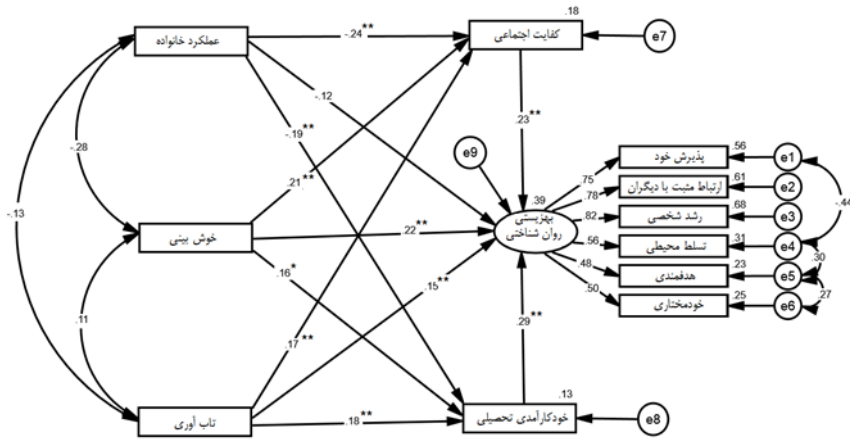 .18
عملکرد خانواده
-.24**
کفایت اجتماعی
e7
-.12
-.28
-.19**
.23**
e9
.56
پذیرش خود
e1
.75
.61
ارتباط مثبت با دیگران
e2
.78
-.44
.21**
.39
.68
رشد شخصی
e3
.82
-.13
خوش بینی
.22**
بهزیستی
روان شناختی
.31
تسلط محیطی
e4
.56
.30
.16*
.23
هدفمندی
e5
.48
.15**
.25
خودمختاری
e6
.50
.27
.11
.17**
.29**
.13
تاب آوری
.18**
خودکارآمدی تحصیلی
e8